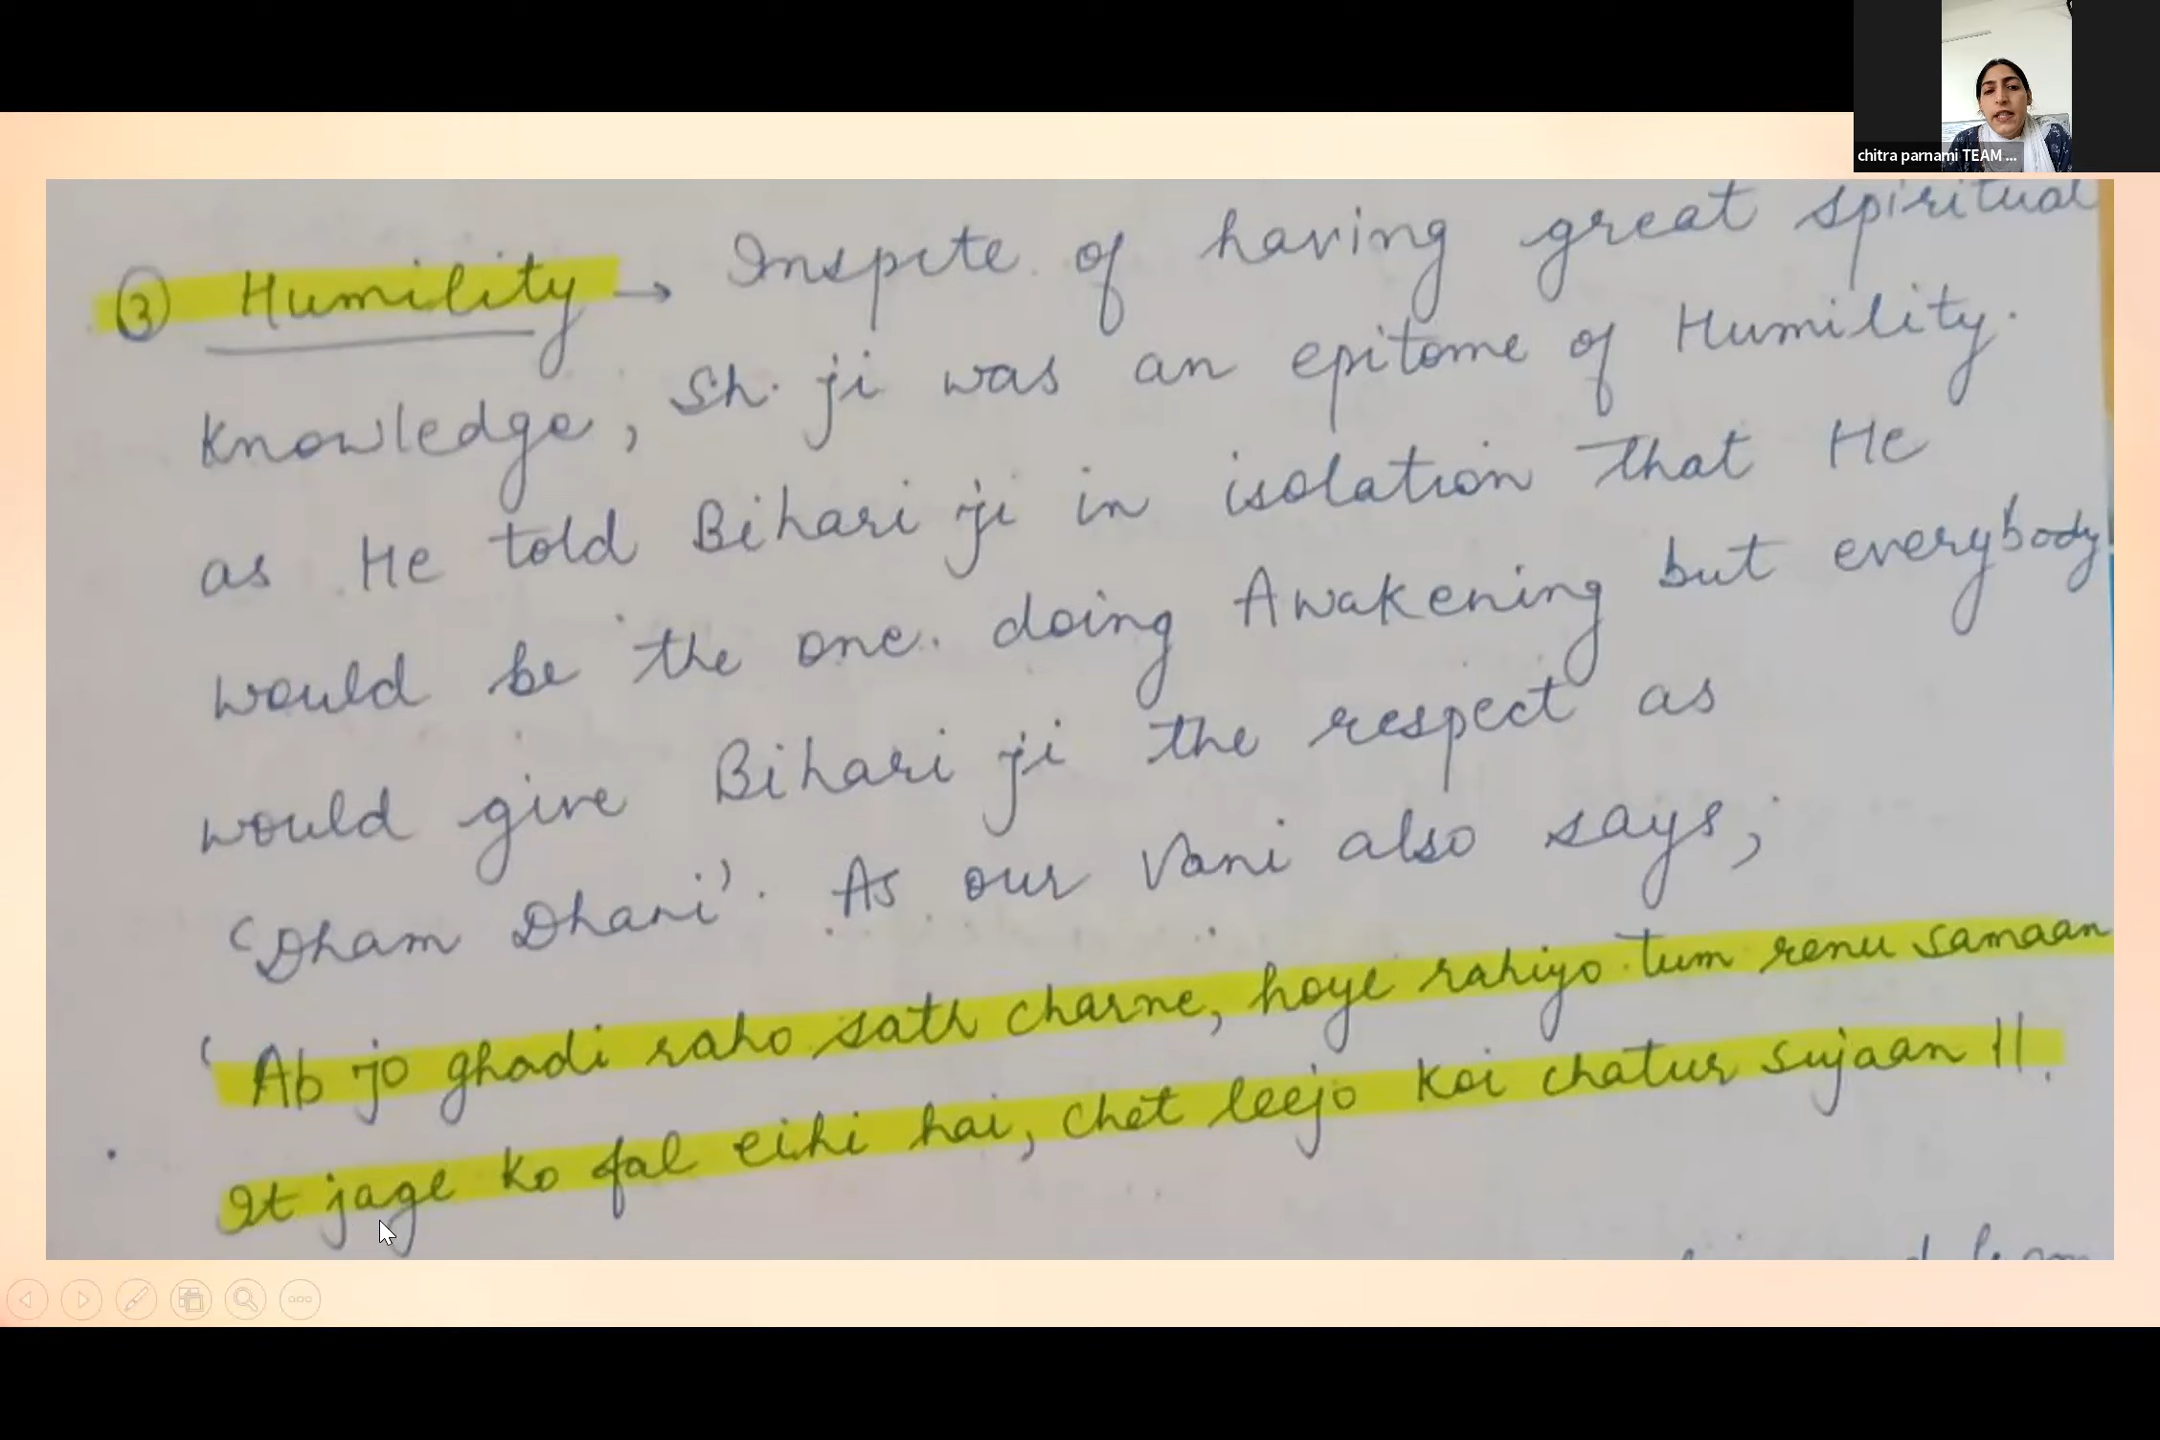 chitra parnami TEAM ...
③ Humility → Inspite of having great spiritual
knowledge, Sh. ji was an epitome of Humility.
as He told Bihari ji in isolation that He
would be the one. doing Awakening but everybody
would give Bihari ji the respect as
'Dham Dhani'. As our Vani also says,
'Ab jo ghadi raho sath charne, hoye rahiyo tum renu samaan
It jage ko fal eihi hai, chet leejo koi chatur sujaan ||.